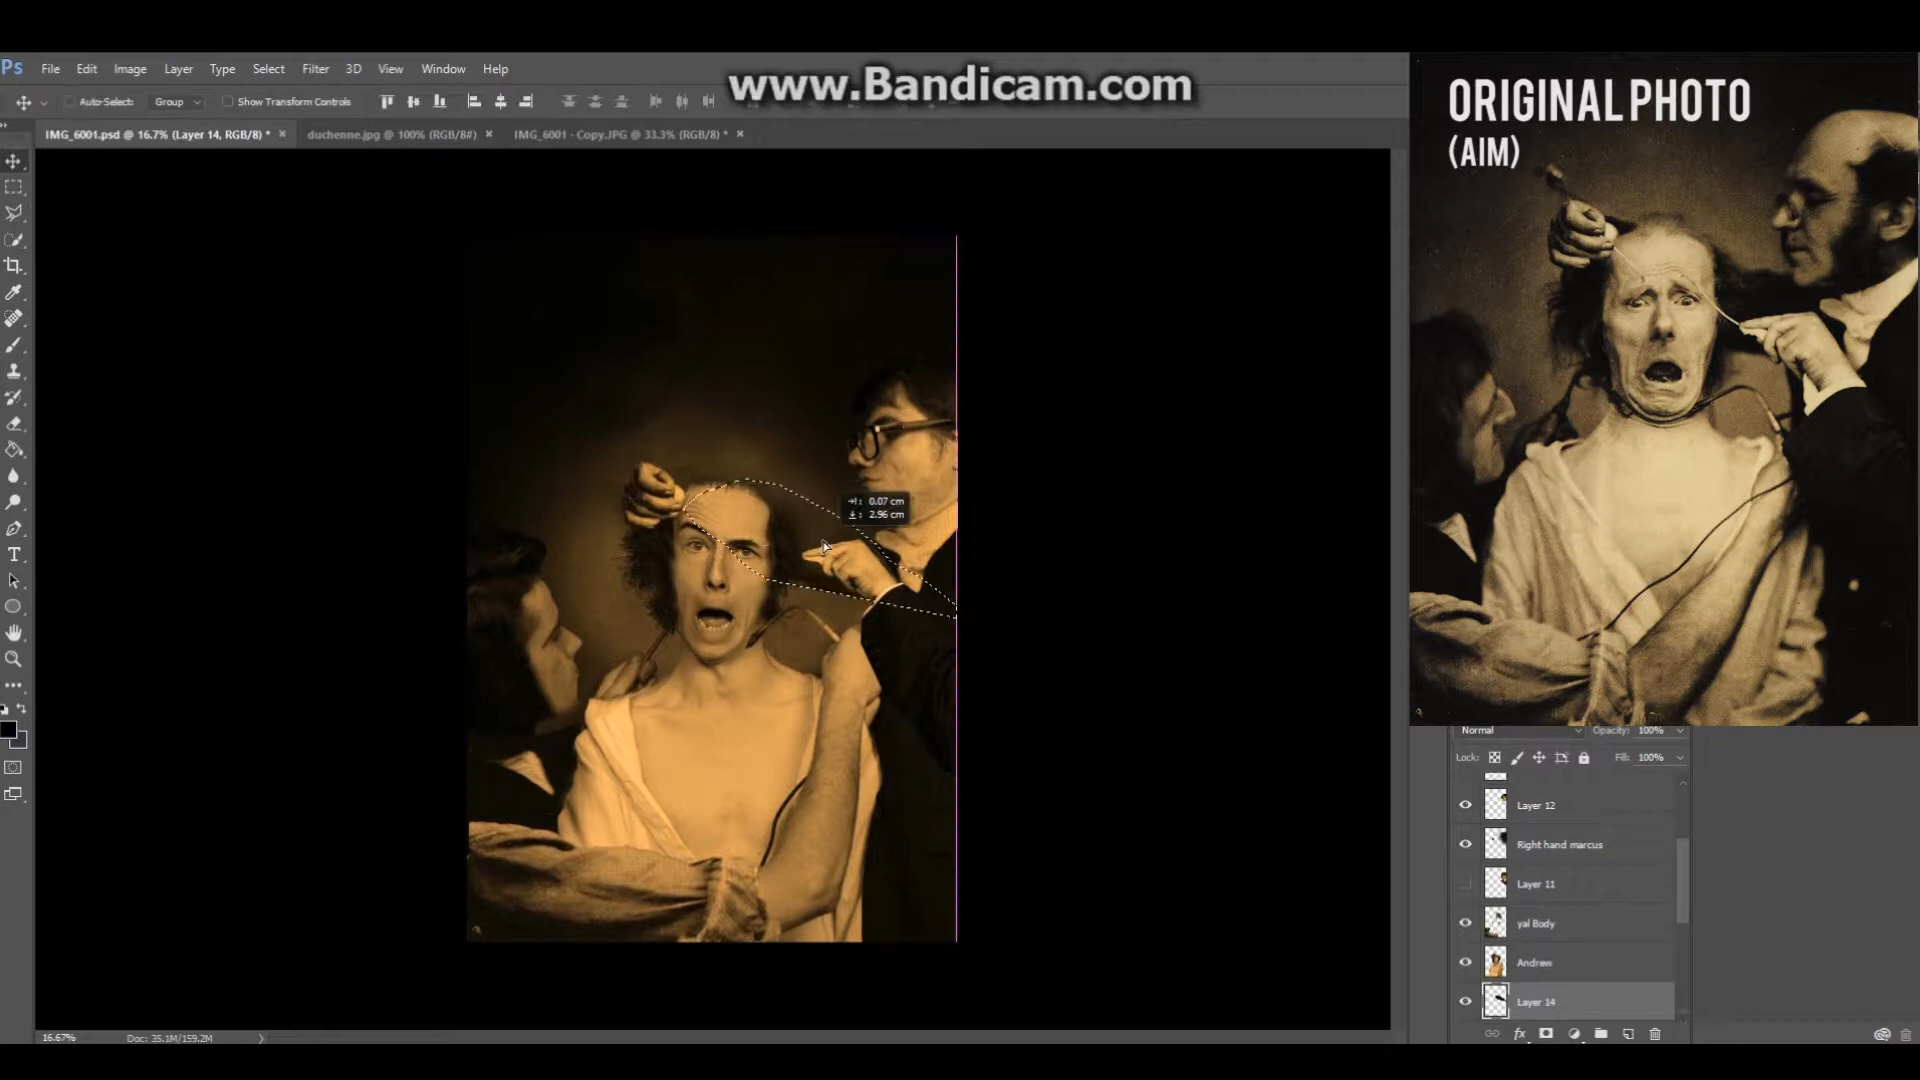 www.Bandicam.com
Ps File Edit Image Layer Type Select Filter 3D View Window Help
Auto-Select: Group Show Transform Controls
IMG_6001.psd @ 16.7% (Layer 14, RGB/8) * × duchenne.jpg @ 100% (RGB/8#) × IMG_6001 - Copy.JPG @ 33.3% (RGB/8) * ×
ORIGINAL PHOTO
(AIM)
0.07 cm
2.96 cm
Normal Opacity: 100%
Lock: Fill: 100%
Layer 12
Right hand marcus
Layer 11
yal Body
Andrew
Layer 14
fx
16.67% Doc: 35.1M/159.2M